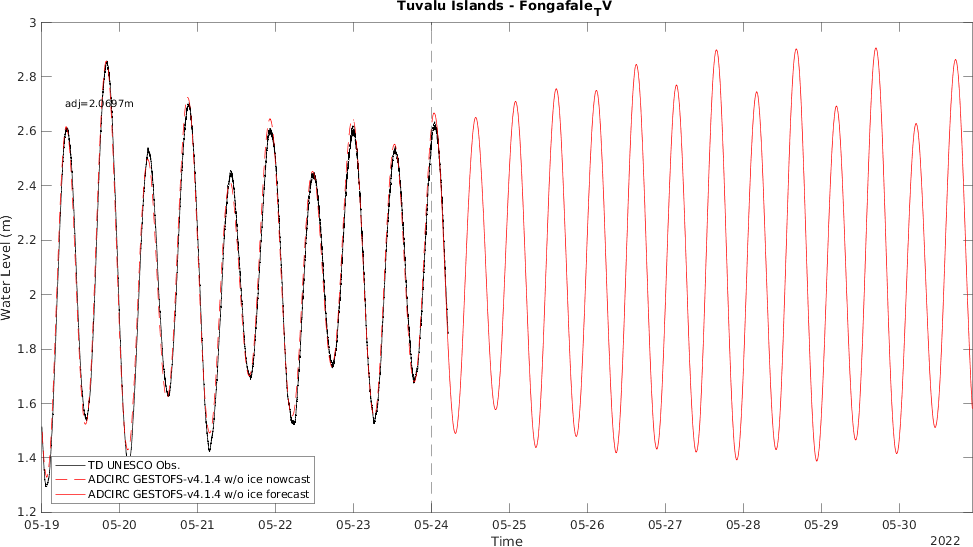 Tuvalu Islands - Fongafale_TV
3
2.8
2.6
2.4
2.2
2
1.8
1.6
1.4
1.2
Water Level (m)
adj=2.0697m
TD UNESCO Obs.
ADCIRC GESTOFS-v4.1.4 w/o ice nowcast
ADCIRC GESTOFS-v4.1.4 w/o ice forecast
05-19 05-20 05-21 05-22 05-23 05-24 05-25 05-26 05-27 05-28 05-29 05-30
Time
2022